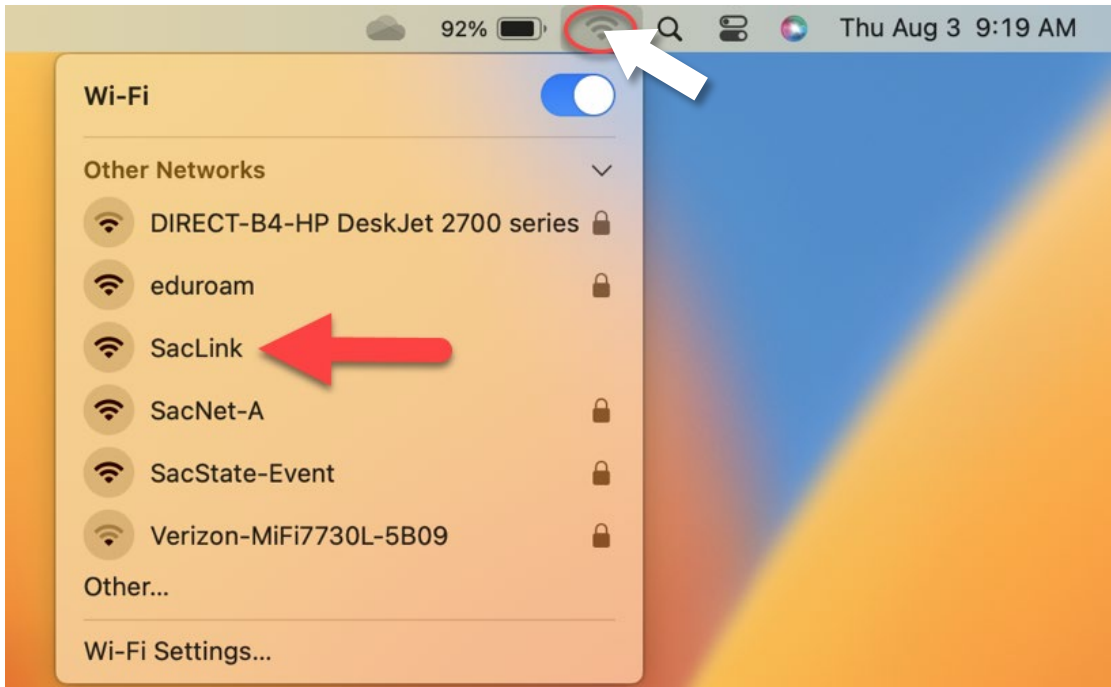 92% Thu Aug 3 9:19 AM
Wi-Fi
Other Networks
DIRECT-B4-HP DeskJet 2700 series
eduroam
SacLink
SacNet-A
SacState-Event
Verizon-MiFi7730L-5B09
Other...
Wi-Fi Settings...